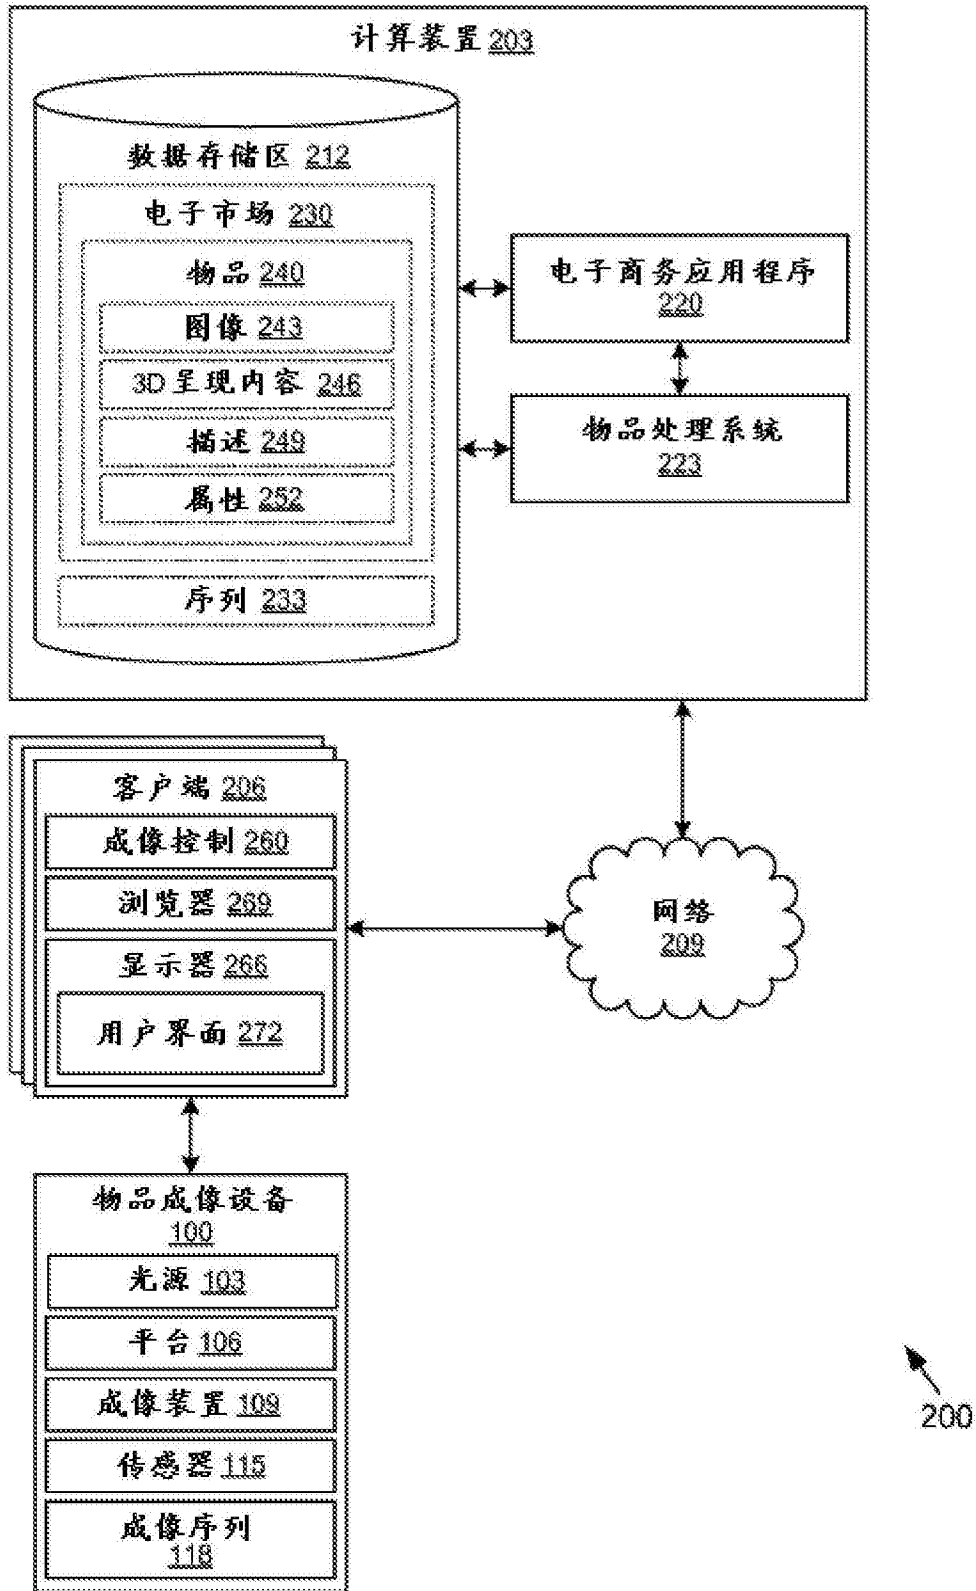 计算装置 203
数据存储区 212
电子市场 230
物品 240
图像 243
3D呈现内容 246
描述 249
属性 252
序列 233
电子商务应用程序
220
物品处理系统
223
客户端 206
成像控制 260
浏览器 269
显示器 266
用户界面 272
网络
209
物品成像设备
100
光源 103
平台 106
成像装置 109
传感器 115
成像序列
118
200